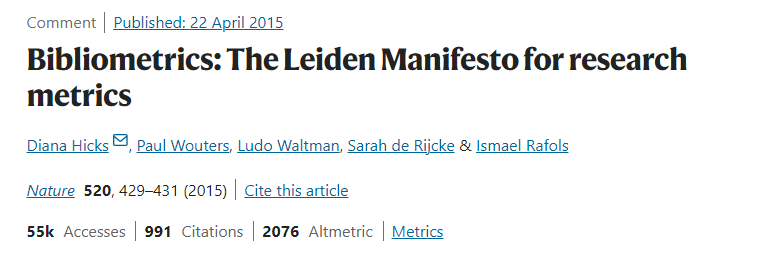 Comment | Published: 22 April 2015
Bibliometrics: The Leiden Manifesto for research
metrics
Diana Hicks, Paul Wouters, Ludo Waltman, Sarah de Rijcke & Ismael Rafols
Nature 520, 429–431 (2015) | Cite this article
55k Accesses | 991 Citations | 2076 Altmetric | Metrics